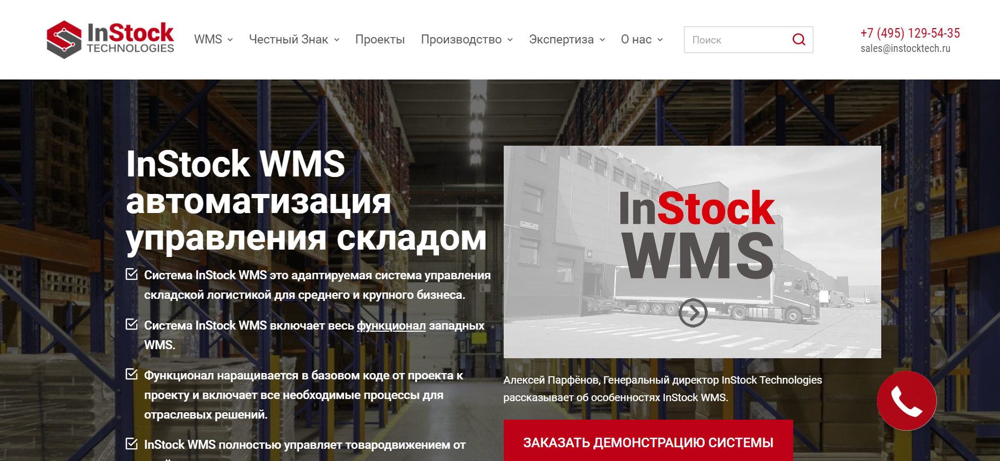 InStock
TECHNOLOGIES
WMS
Честный Знак
Проекты
Производство
Экспертиза
О нас
Поиск
+7 (495) 129-54-35
sales@instocktech.ru
InStock WMS
автоматизация
управления складом
Система InStock WMS это адаптируемая система управления
складской логистикой для среднего и крупного бизнеса.
Система InStock WMS включает весь функционал западных
WMS.
Функционал наращивается в базовом коде от проекта к
проекту и включает все необходимые процессы для
отраслевых решений.
InStock WMS полностью управляет товародвижением от
InStock
WMS
20
40009
Алексей Парфёнов, Генеральный директор InStock Technologies
рассказывает об особенностях InStock WMS.
ЗАКАЗАТЬ ДЕМОНСТРАЦИЮ СИСТЕМЫ